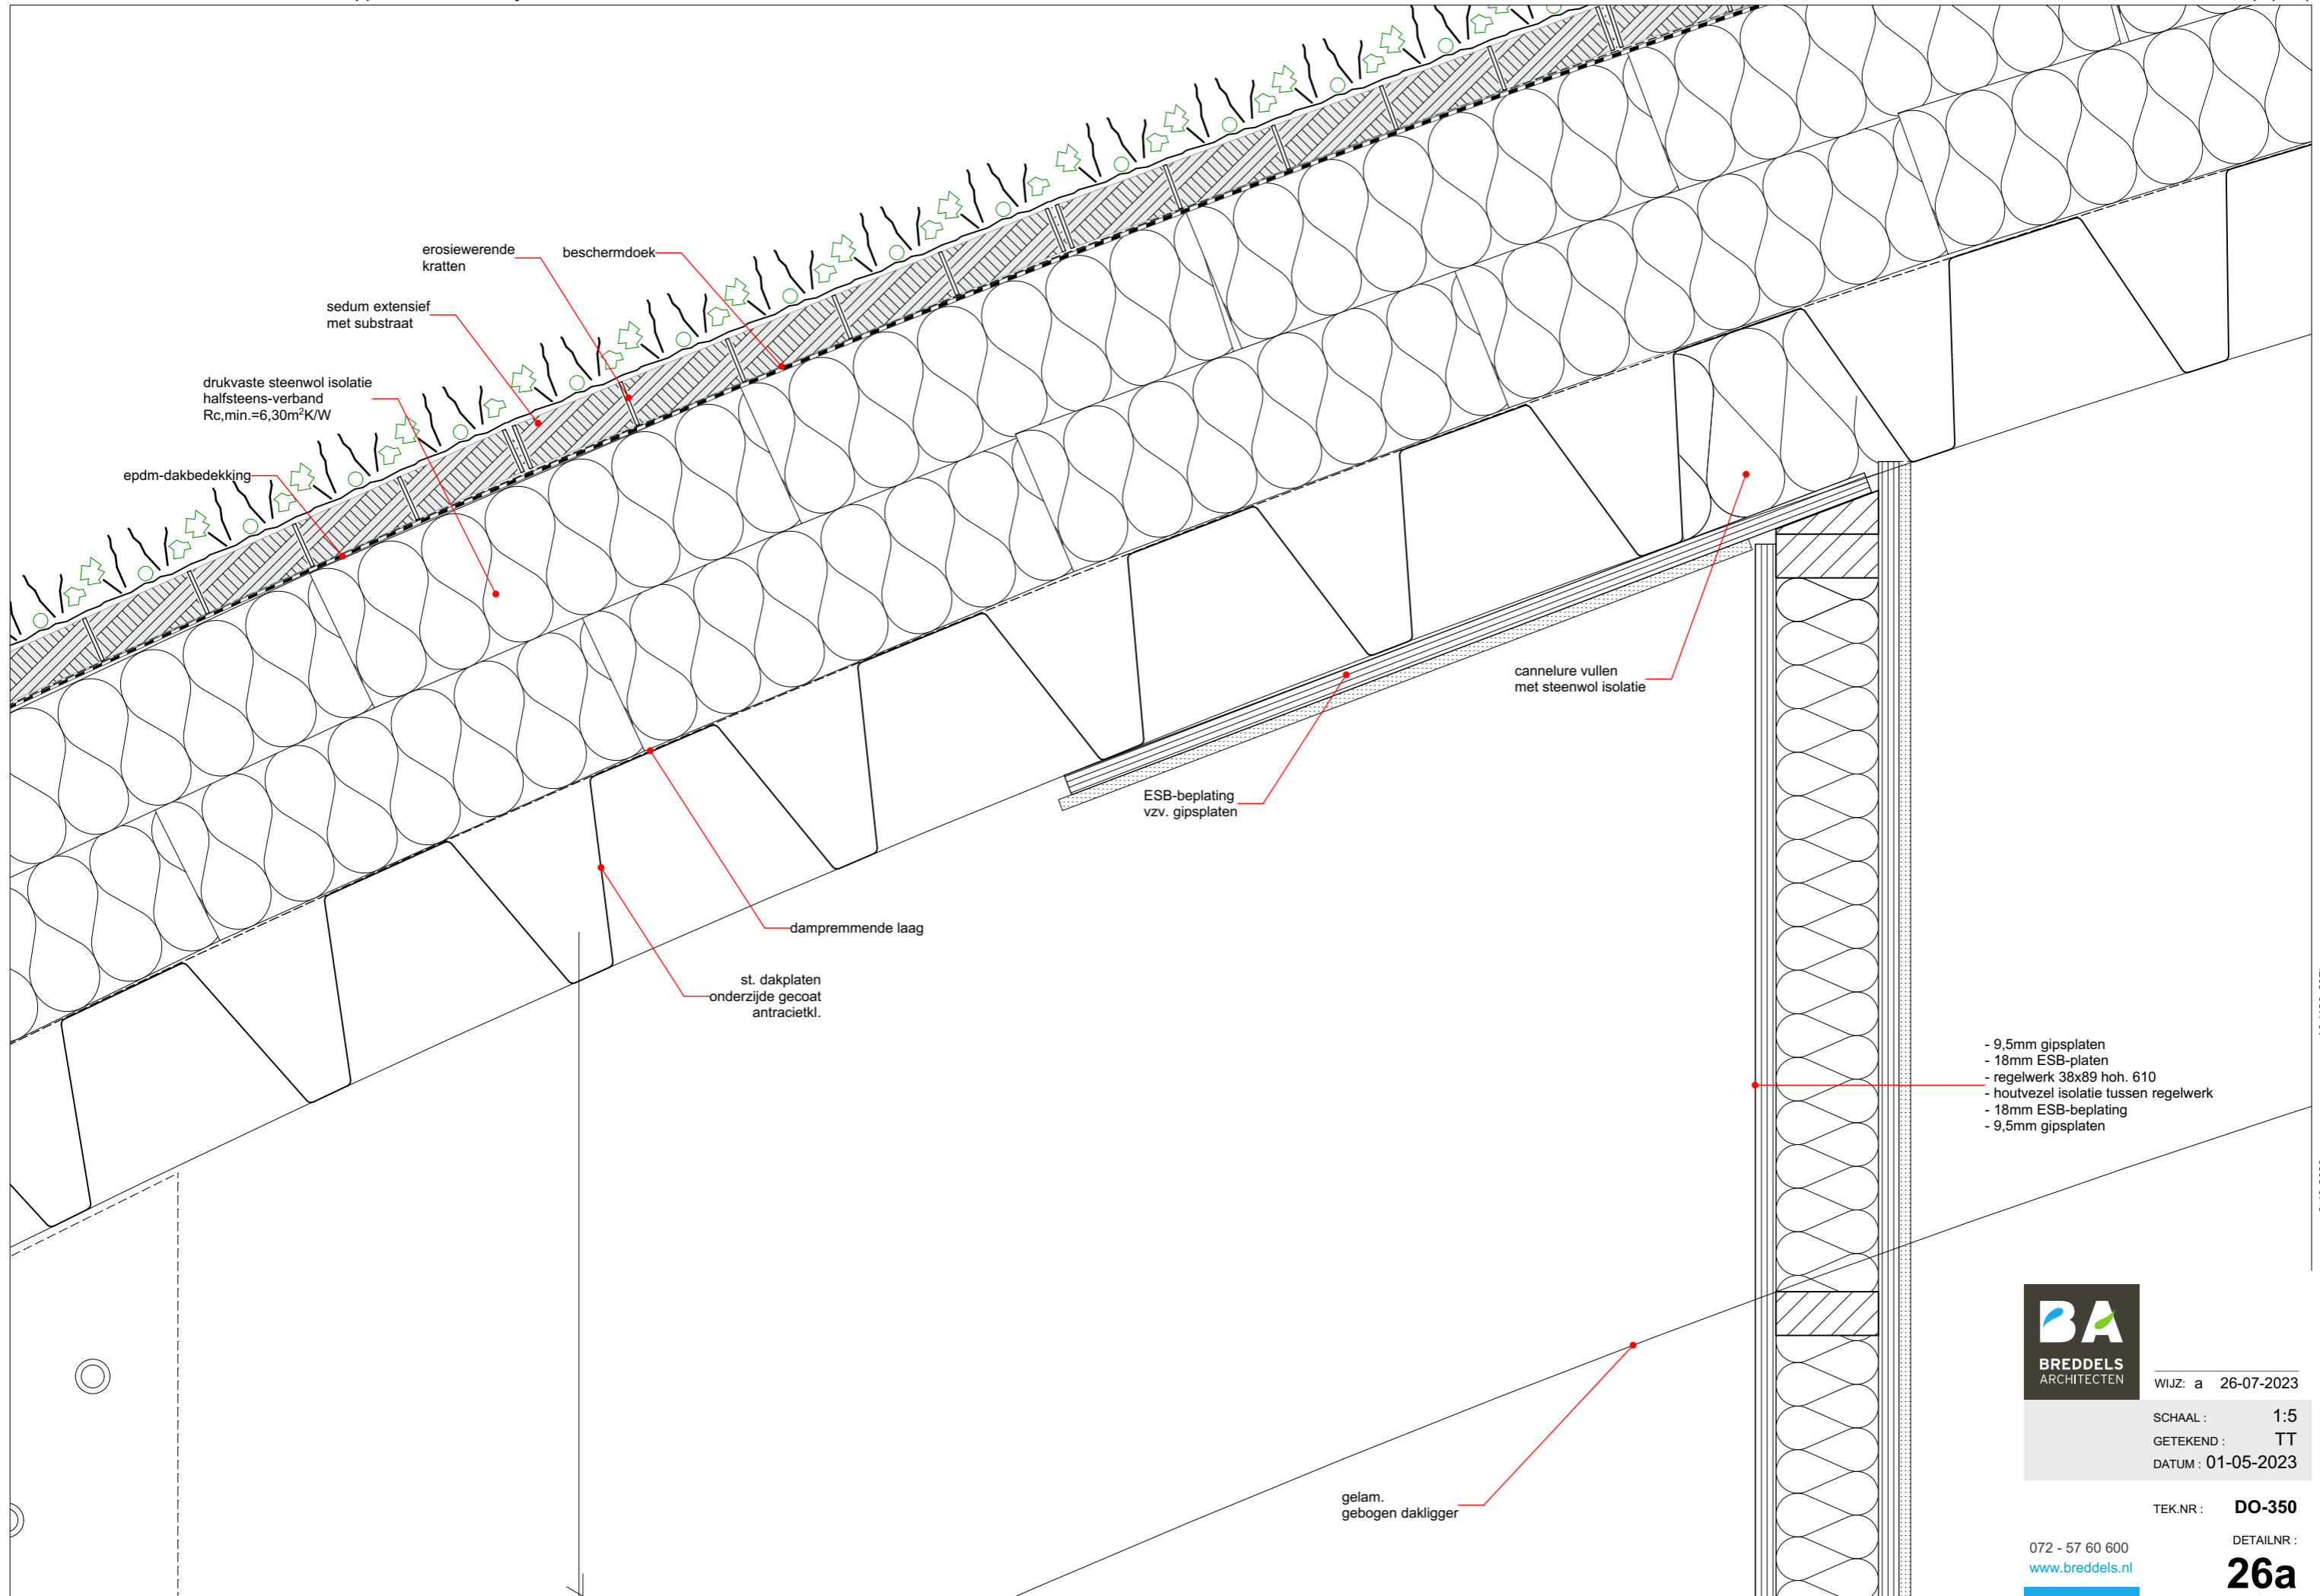 erosiewerende
kratten
beschermdoek
sedum extensief
met substraat
drukvaste steenwol isolatie
halfsteens-verband
Rc,min.=6,30m²K/W
epdm-dakbedekking
cannelure vullen
met steenwol isolatie
ESB-beplating
vzv. gipsplaten
dampremmende laag
st. dakplaten
onderzijde gecoat
antracietkl.
- 9,5mm gipsplaten
- 18mm ESB-platen
- regelwerk 38x89 hoh. 610
- houtvezel isolatie tussen regelwerk
- 18mm ESB-beplating
- 9,5mm gipsplaten
gelam.
gebogen dakligger
BA
BREDDELS
ARCHITECTEN
WIJZ: a 26-07-2023
SCHAAL : 1:5
GETEKEND : TT
DATUM : 01-05-2023
TEK.NR : DO-350
DETAILNR :
26a
072 - 57 60 600
www.breddels.nl